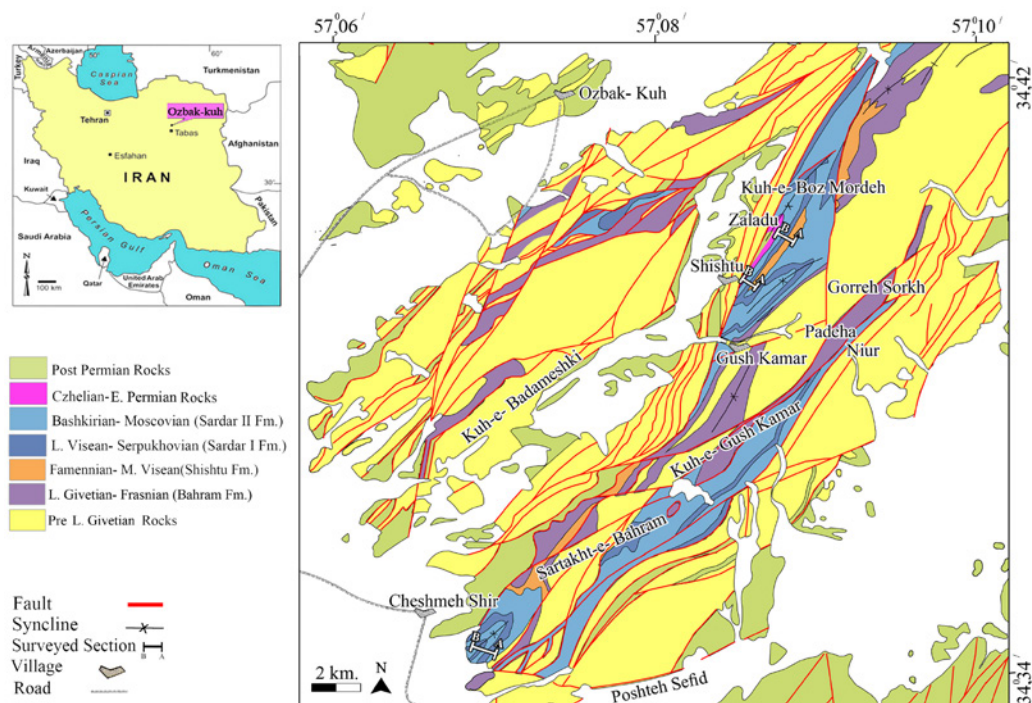 57,06/
57,08/
57,10/
34,42/
34,34/
Turkey
Armenia
Azerbaijan
50°
60°
Caspian
Sea
Turkmenistan
Ozbak-kuh
Tehran
Tabas
Afghanistan
Esfahan
Iraq
IRAN
30°
Kuwait
Pakistan
Persian Gulf
Saudi Arabia
N
100 km
Qatar
United Arab
Emirates
Oman Sea
Oman
Post Permian Rocks
Czhelian- E. Permian Rocks
Bashkirian- Moscovian (Sardar II Fm.)
L. Visean- Serpukhovian (Sardar I Fm.)
Famennian- M. Visean(Shishtu Fm.)
L. Givetian- Frasnian (Bahram Fm.)
Pre L. Givetian Rocks
Fault
Syncline
Surveyed Section
B A
Village
Road
Ozbak- Kuh
Kuh-e- Boz Mordeh
Zaladu
B A
Shishtu
B A
Gorreh Sorkh
Padeha
Niur
Gush Kamar
Kuh-e- Badameshki
Kuh-e- Gush Kamar
Sartakht-e- Bahram
Cheshmeh Shir
B A
2 km.
N
Poshteh Sefid